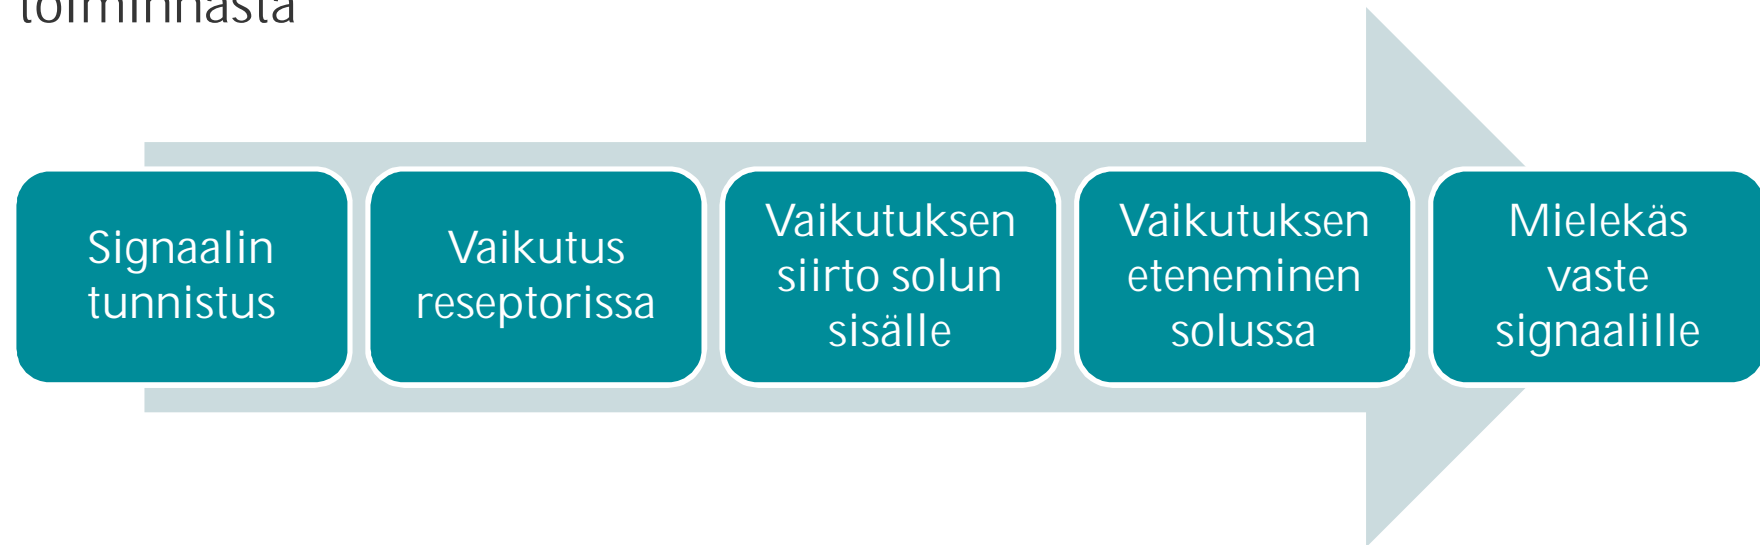 toiminnasta
Signaalin
tunnistus
Vaikutus
reseptorissa
Vaikutuksen
siirto solun
sisälle
Vaikutuksen
eteneminen
solussa
Mielekäs
vaste
signaalille